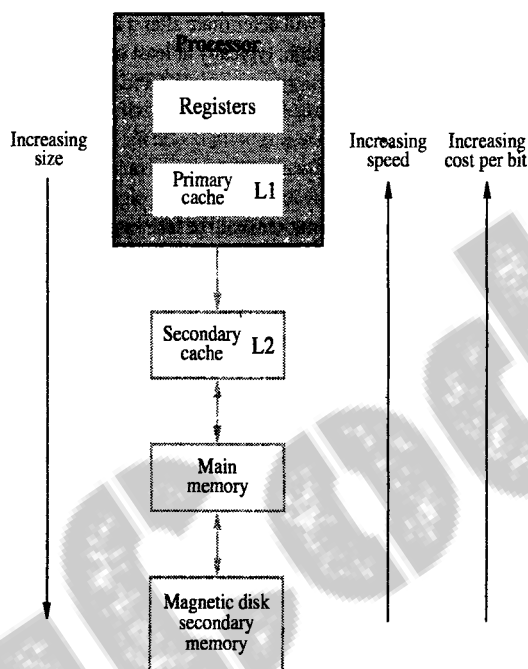 Processor
Registers
Increasing
size
Increasing
speed
Increasing
cost per bit
Primary
cache L1
Secondary
cache L2
Main
memory
Magnetic disk
secondary
memory